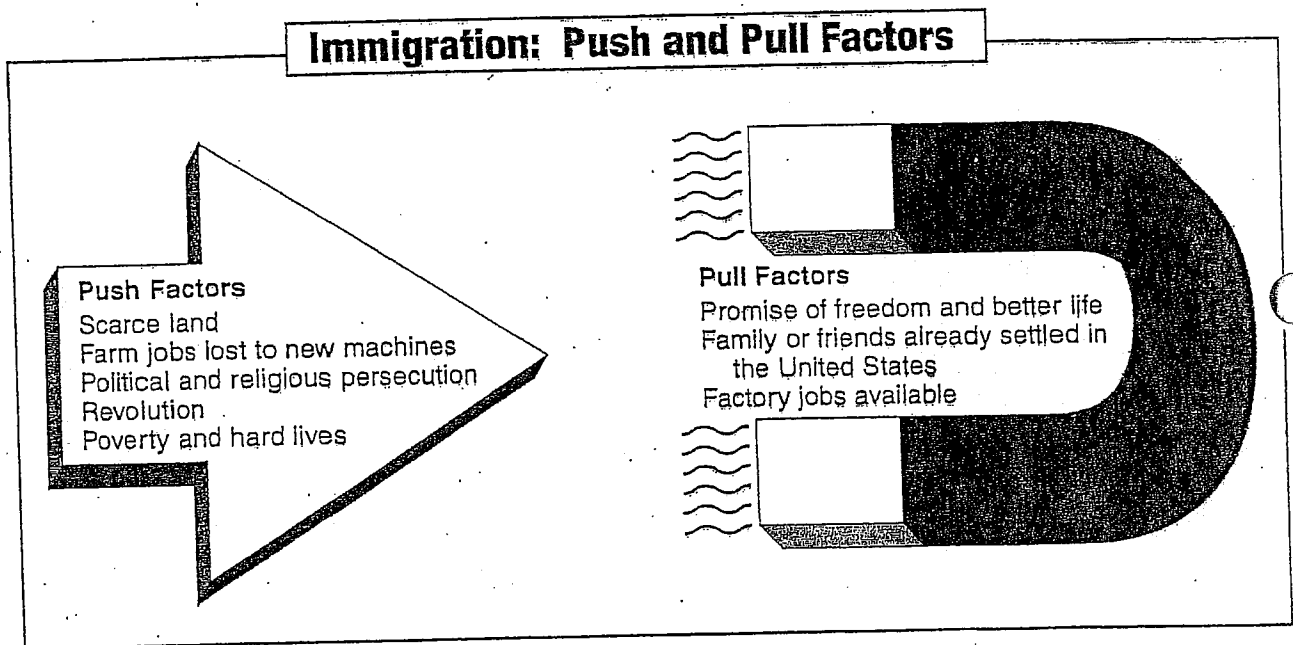 Immigration: Push and Pull Factors
Push Factors
Scarce land
Farm jobs lost to new machines
Political and religious persecution
Revolution
Poverty and hard lives
Pull Factors
Promise of freedom and better life
Family or friends already settled in
the United States
Factory jobs available